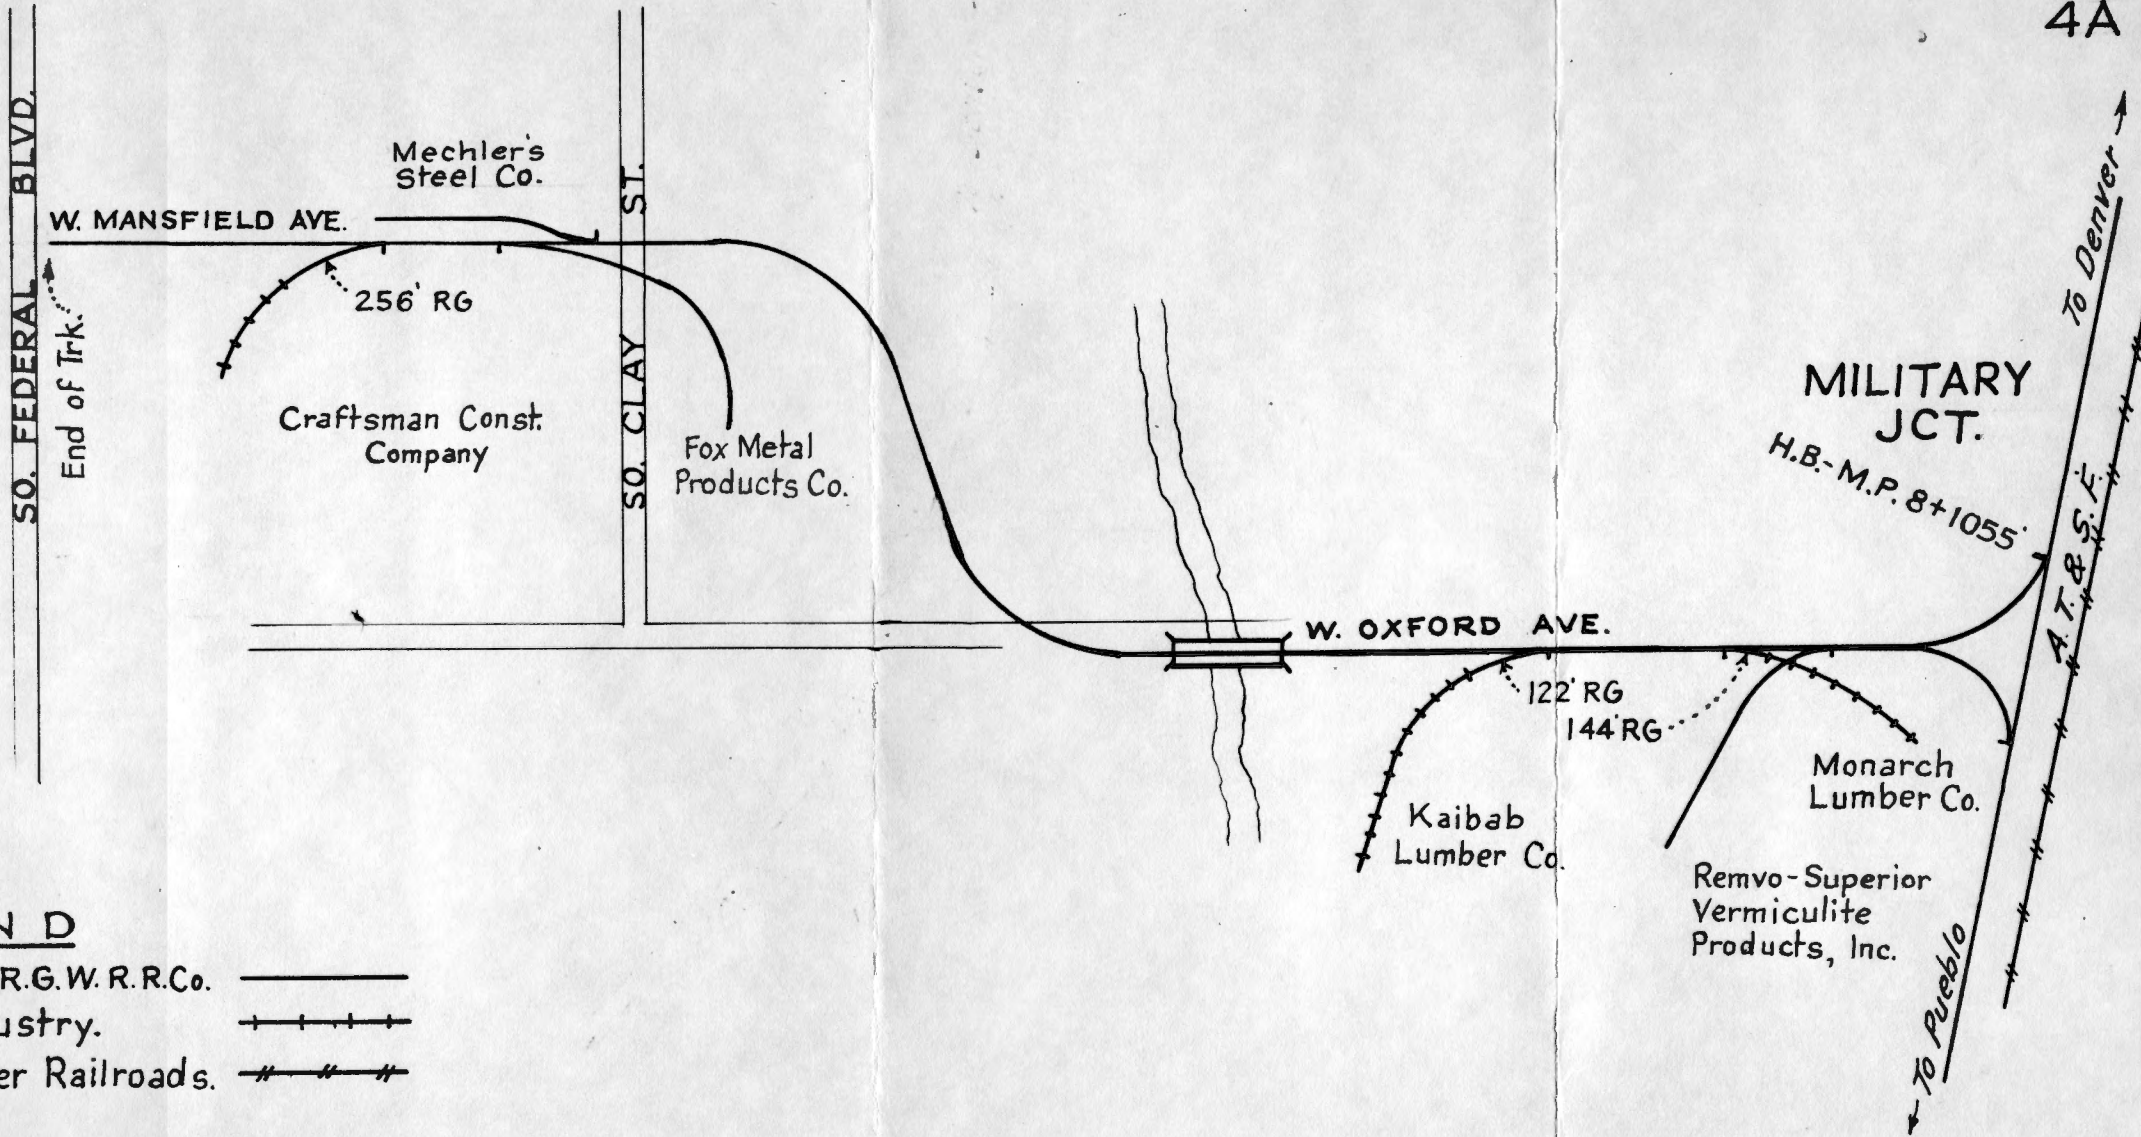 4A
SO. FEDERAL BLVD.
Mechler's
Steel Co.
W. MANSFIELD AVE.
End of Trk.
256' RG
SO. CLAY ST.
Craftsman Const.
Company
Fox Metal
Products Co.
To Denver
MILITARY
JCT.
H.B.-M.P. 8+1055'
A.T. & S.F.
W. OXFORD AVE.
122' RG
144' RG
Monarch
Lumber Co.
Kaibab
Lumber Co.
Remvo-Superior
Vermiculite
Products, Inc.
To Pueblo
N D
R.G.W. R.R.Co.
ustry.
er Railroads.